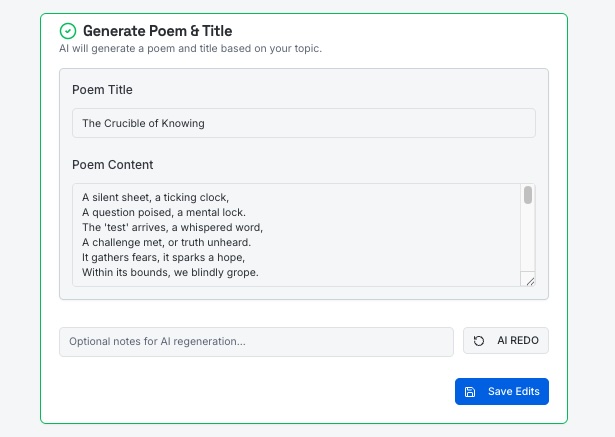 Generate Poem & Title
AI will generate a poem and title based on your topic.
Poem Title
The Crucible of Knowing
Poem Content
A silent sheet, a ticking clock,
A question poised, a mental lock.
The 'test' arrives, a whispered word,
A challenge met, or truth unheard.
It gathers fears, it sparks a hope,
Within its bounds, we blindly grope.
Optional notes for AI regeneration...
AI REDO
Save Edits